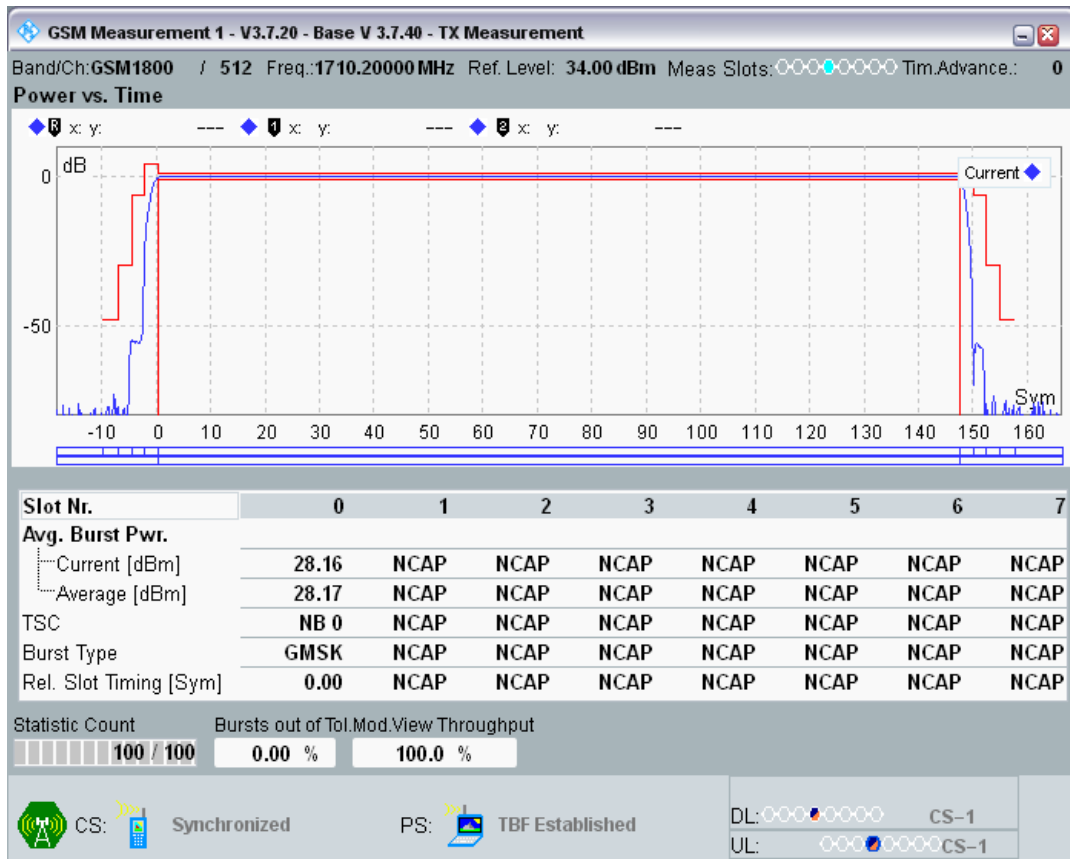 GSM Measurement 1 - V3.7.20 - Base V 3.7.40 - TX Measurement
Band/Ch:GSM1800 / 512 Freq.:1710.20000 MHz Ref. Level: 34.00 dBm Meas Slots: Tim.Advance.: 0
Power vs. Time
R x: y: --- 1 x: y: --- 2 x: y: ---
dB
Current
0
-50
Sym
-10 0 10 20 30 40 50 60 70 80 90 100 110 120 130 140 150 160
Slot Nr. 0 1 2 3 4 5 6 7
Avg. Burst Pwr.
Current [dBm] 28.16 NCAP NCAP NCAP NCAP NCAP NCAP NCAP
Average [dBm] 28.17 NCAP NCAP NCAP NCAP NCAP NCAP NCAP
TSC NB 0 NCAP NCAP NCAP NCAP NCAP NCAP NCAP
Burst Type GMSK NCAP NCAP NCAP NCAP NCAP NCAP NCAP
Rel. Slot Timing [Sym] 0.00 NCAP NCAP NCAP NCAP NCAP NCAP NCAP
Statistic Count Bursts out of Tol. Mod.View Throughput
100 / 100 0.00 % 100.0 %
CS: Synchronized PS: TBF Established
DL: CS-1
UL: CS-1